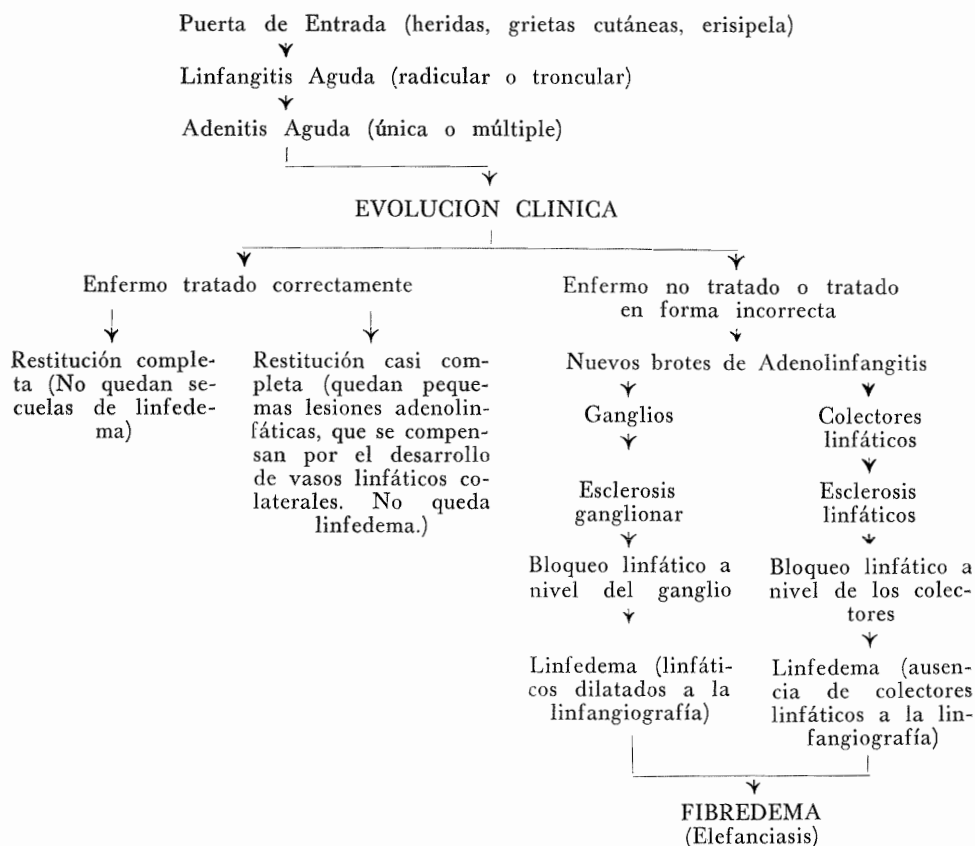 Puerta de Entrada (heridas, grietas cutáneas, erisipela)
Linfangitis Aguda (radicular o troncular)
Adenitis Aguda (única o múltiple)
EVOLUCION CLINICA
Enfermo tratado correctamente
Restitución comple-
ta (No quedan se-
cuelas de linfede-
ma)
Restitución casi com-
pleta (quedan peque-
mas lesiones adenolin-
fáticas, que se compen-
san por el desarrollo
de vasos linfáticos co-
laterales. No queda
linfedema.)
Enfermo no tratado o tratado
en forma incorrecta
Nuevos brotes de Adenolinfangitis
Ganglios
Esclerosis
ganglionar
Bloqueo linfático a
nivel del ganglio
Linfedema (linfáti-
cos dilatados a la
linfangiografía)
Colectores
linfáticos
Esclerosis
linfáticos
Bloqueo linfático a
nivel de los colec-
tores
Linfedema (ausen-
cia de colectores
linfáticos a la lin-
fangiografía)
FIBREDEMA
(Elefanciasis)